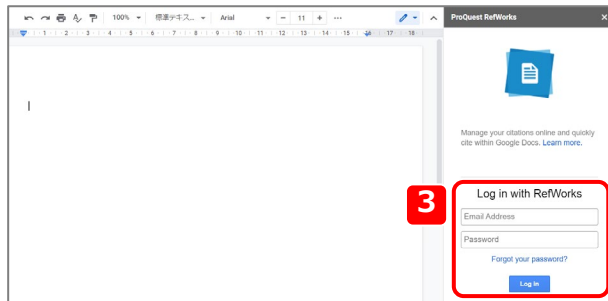 100% 標準テキス... Arial - 11 + ...
1 2 3 4 5 6 7 8 9 10 11 12 13 14 15 16 17 18
ProQuest RefWorks ×
Manage your citations online and quickly
cite within Google Docs. Learn more.
3
Log in with RefWorks
Email Address
Password
Forgot your password?
Log in